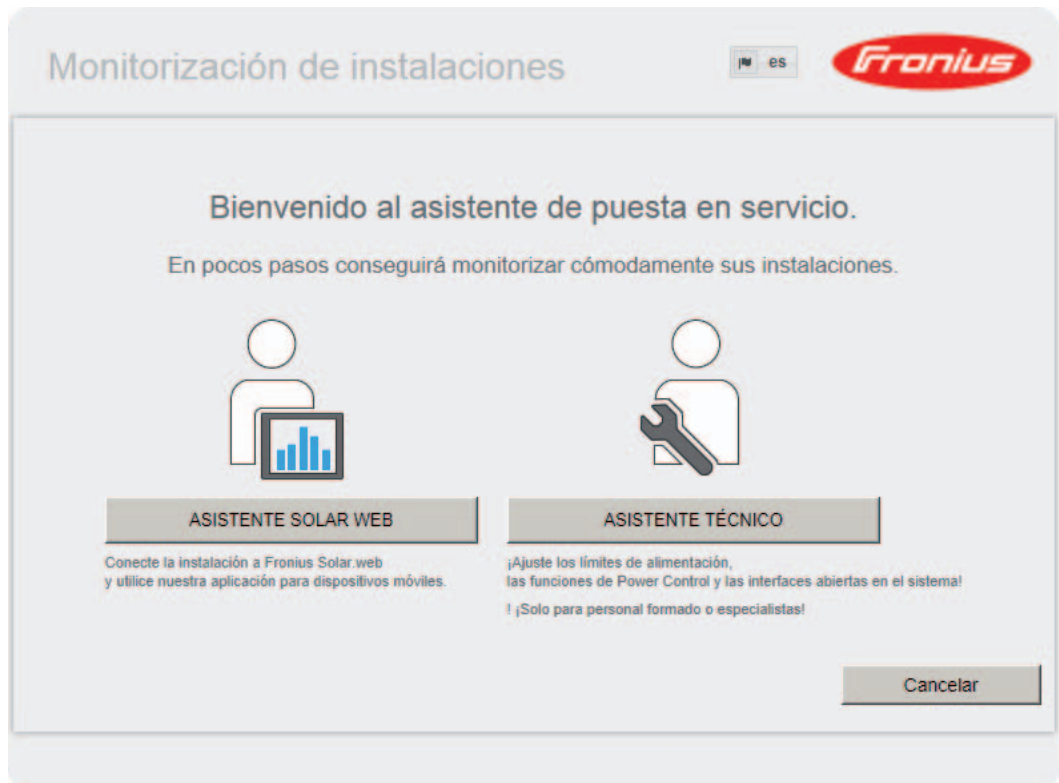 Monitorización de instalaciones
es
Fronius
Bienvenido al asistente de puesta en servicio.
En pocos pasos conseguirá monitorizar cómodamente sus instalaciones.
ASISTENTE SOLAR WEB
Conecte la instalación a Fronius Solar.web
y utilice nuestra aplicación para dispositivos móviles.
ASISTENTE TÉCNICO
¡Ajuste los límites de alimentación,
las funciones de Power Control y las interfaces abiertas en el sistema!
! ¡Solo para personal formado o especialistas!
Cancelar